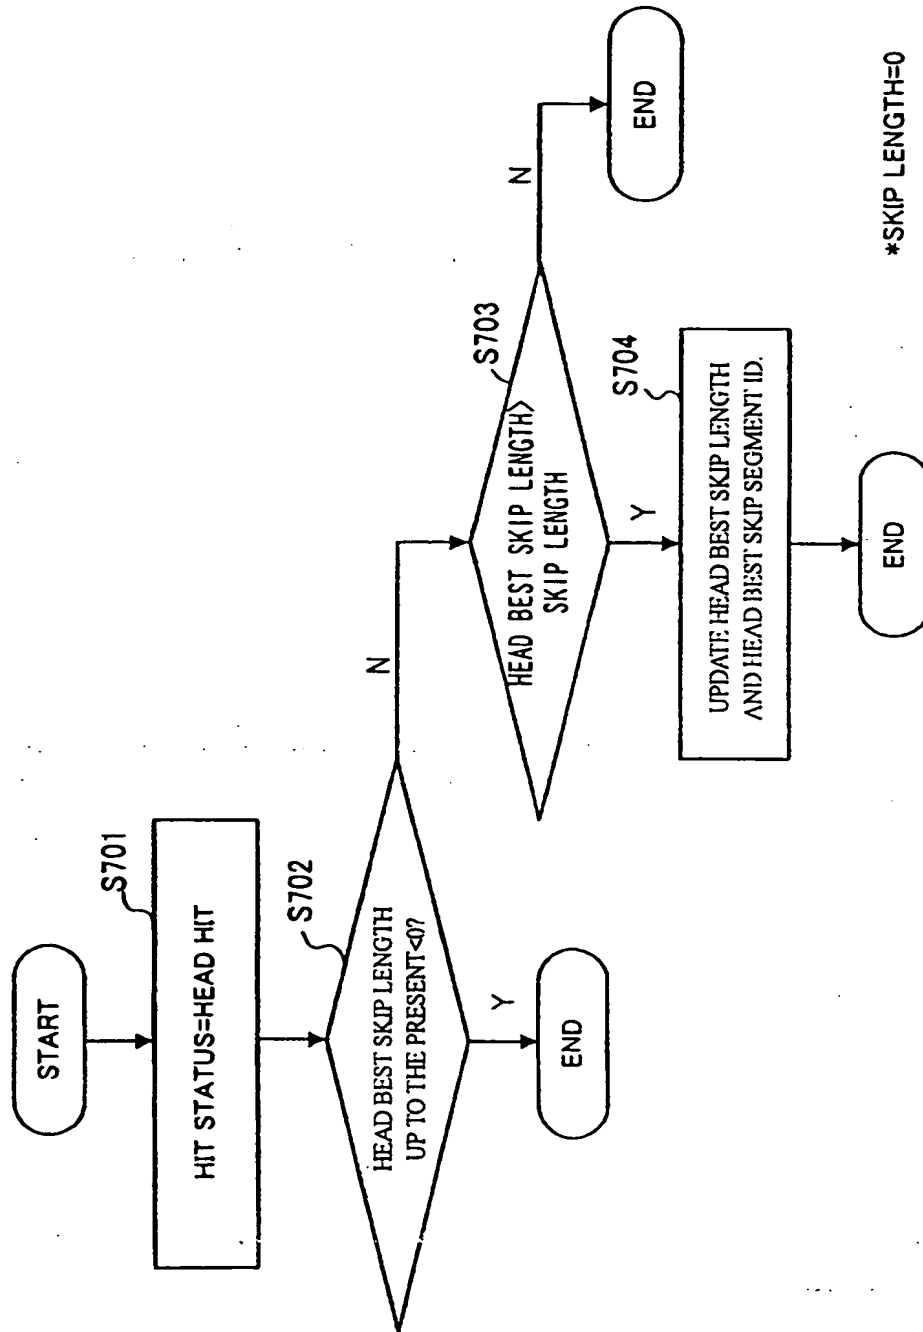 START
S701
HIT STATUS=HEAD HIT
S702
HEAD BEST SKIP LENGTH
UP TO THE PRESENT<0?
Y
END
N
S703
HEAD BEST SKIP LENGTH>
SKIP LENGTH
N
END
Y
S704
UPDATE HEAD BEST SKIP LENGTH
AND HEAD BEST SKIP SEGMENT ID.
END
*SKIP LENGTH=0